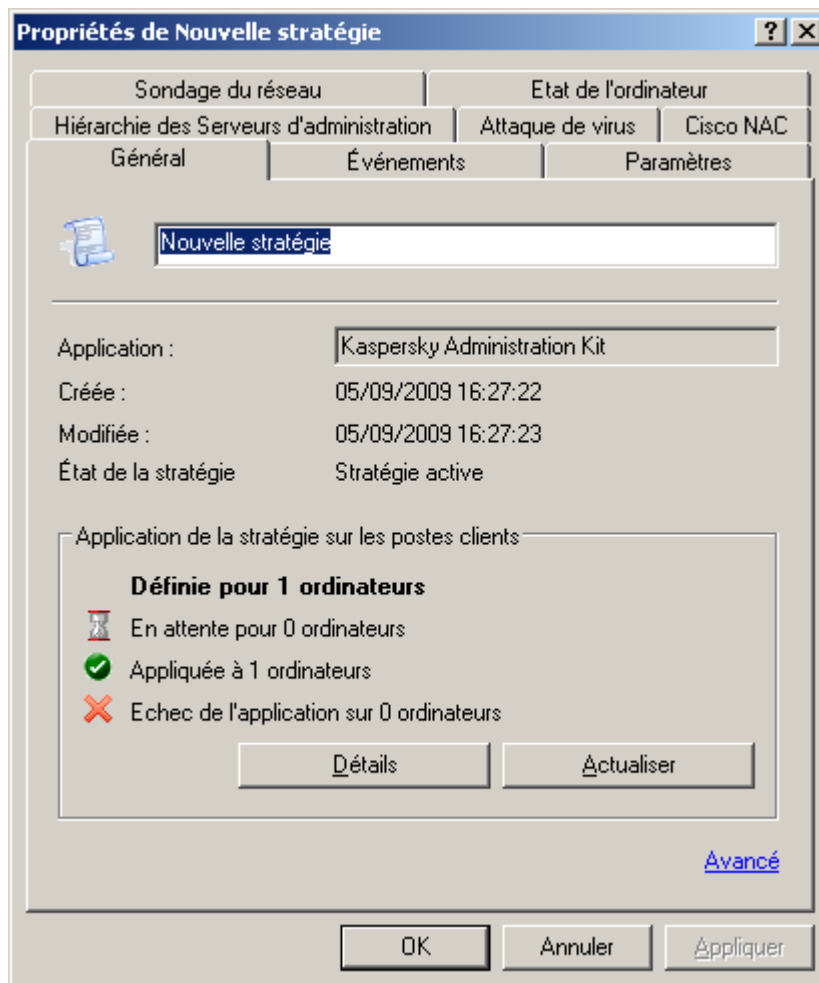 Propriétés de Nouvelle stratégie
Sondage du réseau
Etat de l'ordinateur
Hiérarchie des Serveurs d'administration
Attaque de virus
Cisco NAC
Général
Événements
Paramètres
Nouvelle stratégie
Application :
Kaspersky Administration Kit
Créée :
05/09/2009 16:27:22
Modifiée :
05/09/2009 16:27:23
État de la stratégie
Stratégie active
Application de la stratégie sur les postes clients
Définie pour 1 ordinateurs
En attente pour 0 ordinateurs
Appliquée à 1 ordinateurs
Echec de l'application sur 0 ordinateurs
Détails
Actualiser
Avancé
OK
Annuler
Appliquer